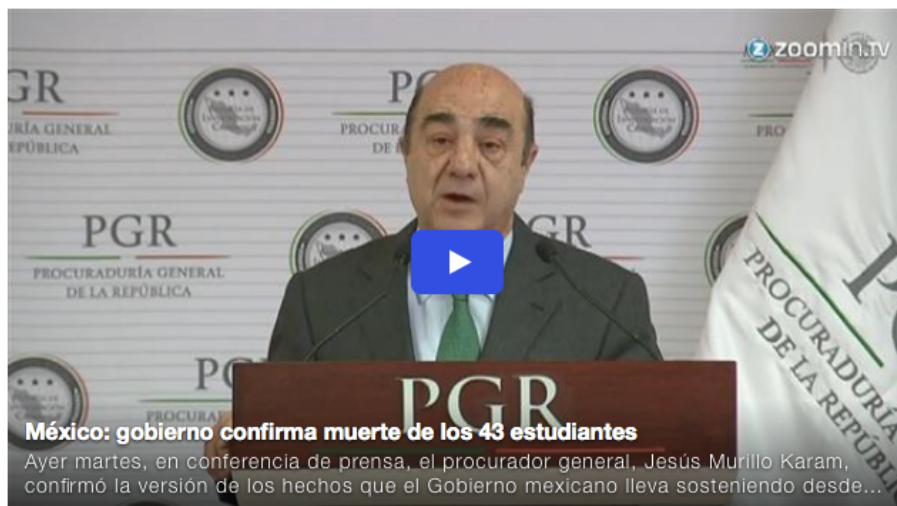 zoomin.tv
GR
PROCURADURÍA GENERAL
DE LA REPÚBLICA
PGR
PROCURADURÍA GENERAL
DE LA REPÚBLICA
GR
PGR
PROCURADURÍA
DE LA REPÚBLICA
México: gobierno confirma muerte de los 43 estudiantes
Ayer martes, en conferencia de prensa, el procurador general, Jesús Murillo Karam,
confirmó la versión de los hechos que el Gobierno mexicano lleva sosteniendo desde...